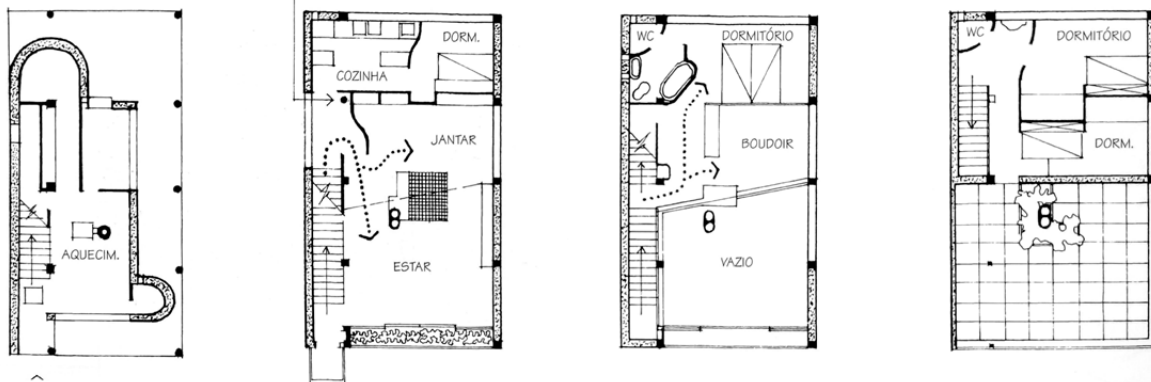 AQUECIM.
DORM.
COZINHA
JANTAR
ESTAR
WC
DORMITÓRIO
BOUDOIR
VAZIO
WC
DORMITÓRIO
DORM.